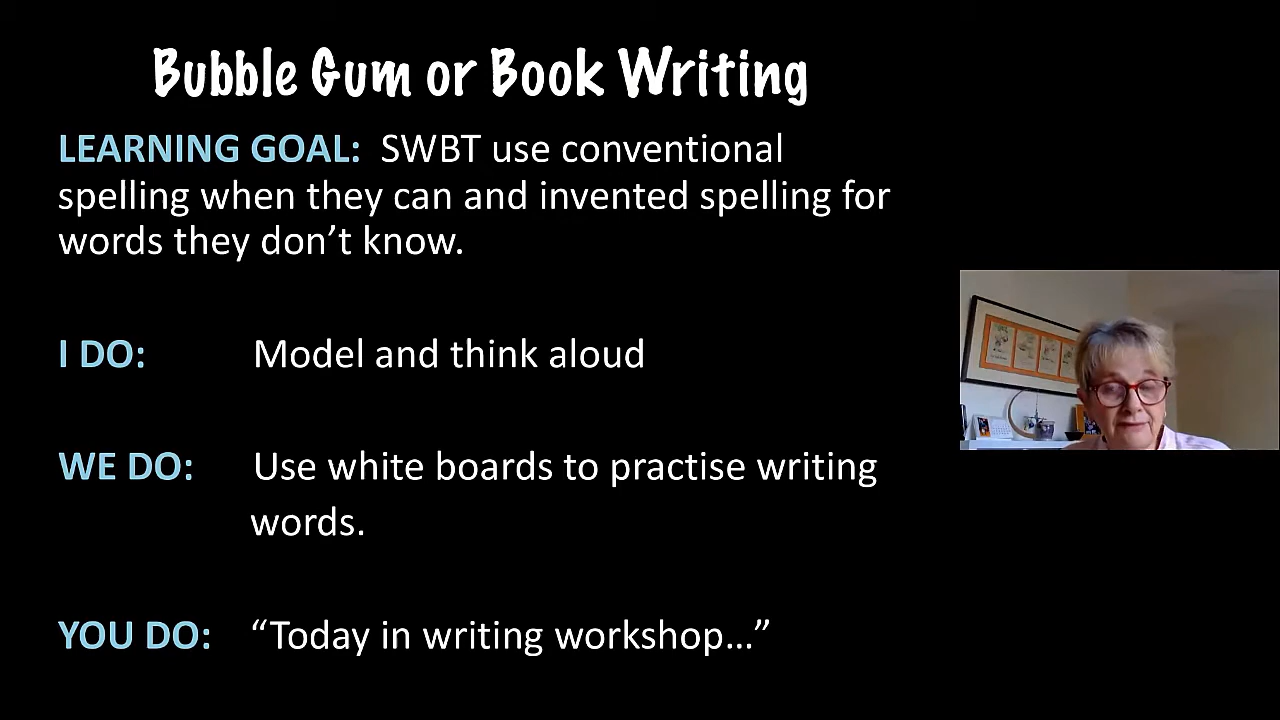 Bubble Gum or Book Writing
LEARNING GOAL: SWBT use conventional
spelling when they can and invented spelling for
words they don’t know.
I DO: Model and think aloud
WE DO: Use white boards to practise writing
words.
YOU DO: “Today in writing workshop...”